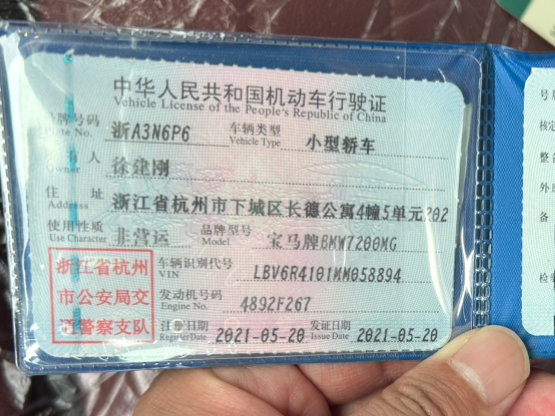 中华人民共和国机动车行驶证
Vehicle License of the People's Republic of China
号牌号码 Plate No. 浙A3N6P6 车辆类型 Vehicle Type 小型轿车
有 人 Owner 徐建刚
住 址 Address 浙江省杭州市下城区长德公寓4幢5单元202
使用性质 Use Character 非营运 品牌型号 Model 宝马牌BMW7200MG
浙江省杭州
市公安局交
通警察支队
车辆识别代号 VIN LBV6R4101MM058894
发动机号码 Engine No. 4892F267
注册日期 Register Date 2021-05-20 发证日期 Issue Date 2021-05-20
号
核定
整
外
备
检